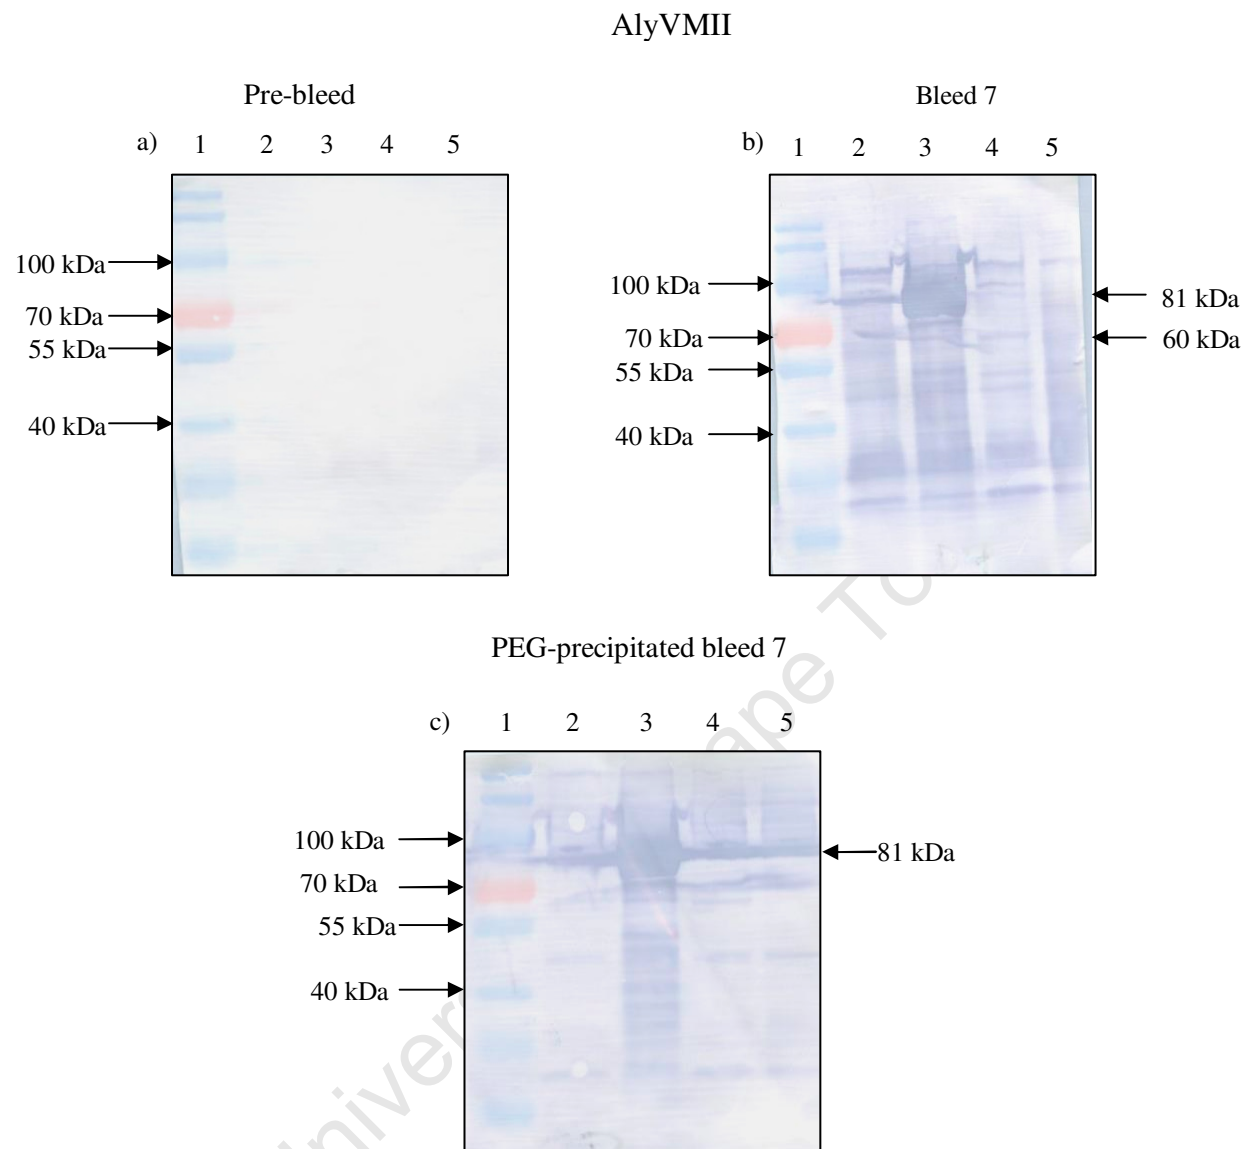 AlyVMII
Pre-bleed
a) 1 2 3 4 5
100 kDa
70 kDa
55 kDa
40 kDa
Bleed 7
b) 1 2 3 4 5
100 kDa
70 kDa
55 kDa
40 kDa
81 kDa
60 kDa
PEG-precipitated bleed 7
c) 1 2 3 4 5
100 kDa
70 kDa
55 kDa
40 kDa
81 kDa